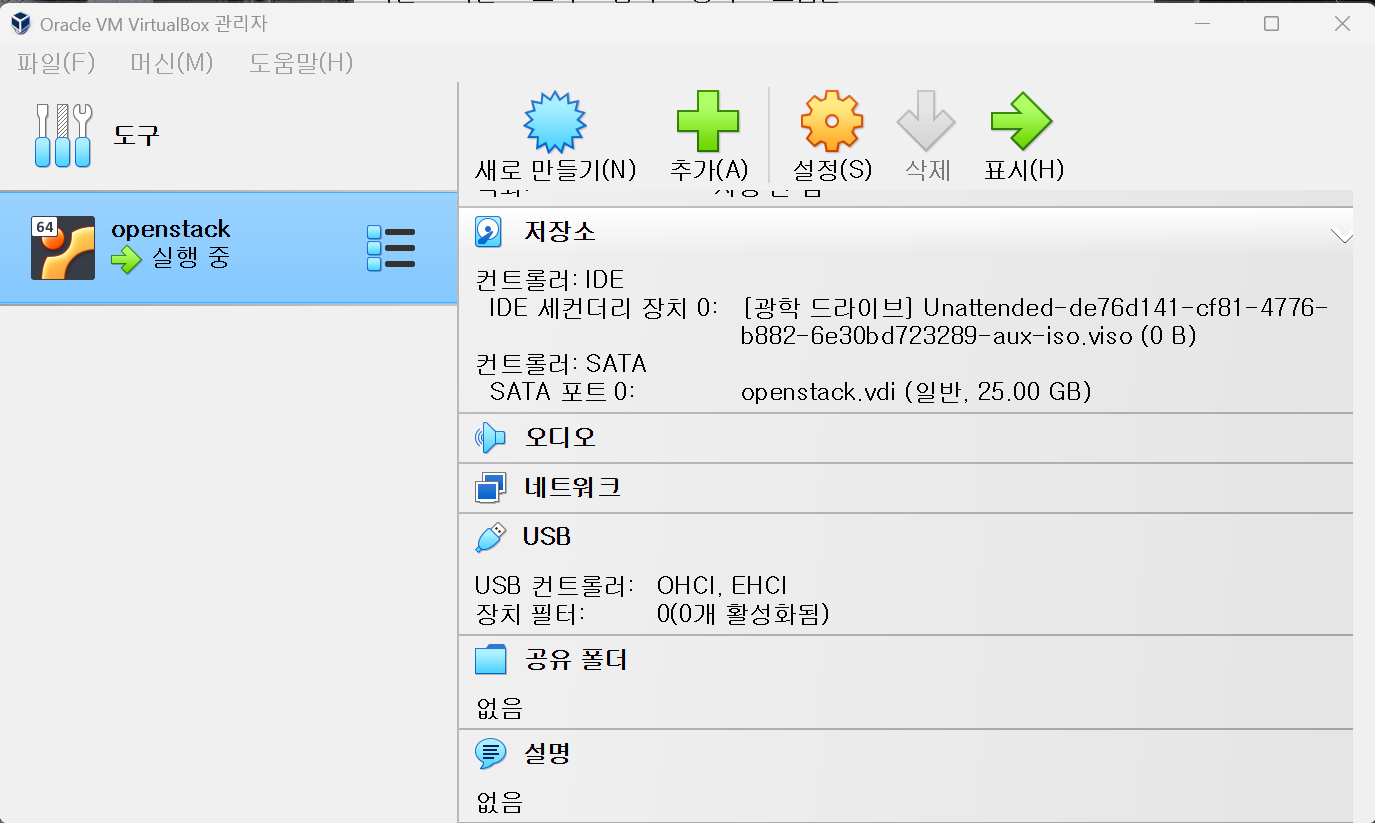 Oracle VM VirtualBox 관리자
파일(F) 머신(M) 도움말(H)
도구
새로 만들기(N) 추가(A) 설정(S) 삭제 표시(H)
64
openstack
실행 중
저장소
컨트롤러: IDE
IDE 세컨더리 장치 0: [광학 드라이브] Unattended-de76d141-cf81-4776-
b882-6e30bd723289-aux-iso.viso (0 B)
컨트롤러: SATA
SATA 포트 0: openstack.vdi (일반, 25.00 GB)
오디오
네트워크
USB
USB 컨트롤러: OHCI, EHCI
장치 필터: 0(0개 활성화됨)
공유 폴더
없음
설명
없음